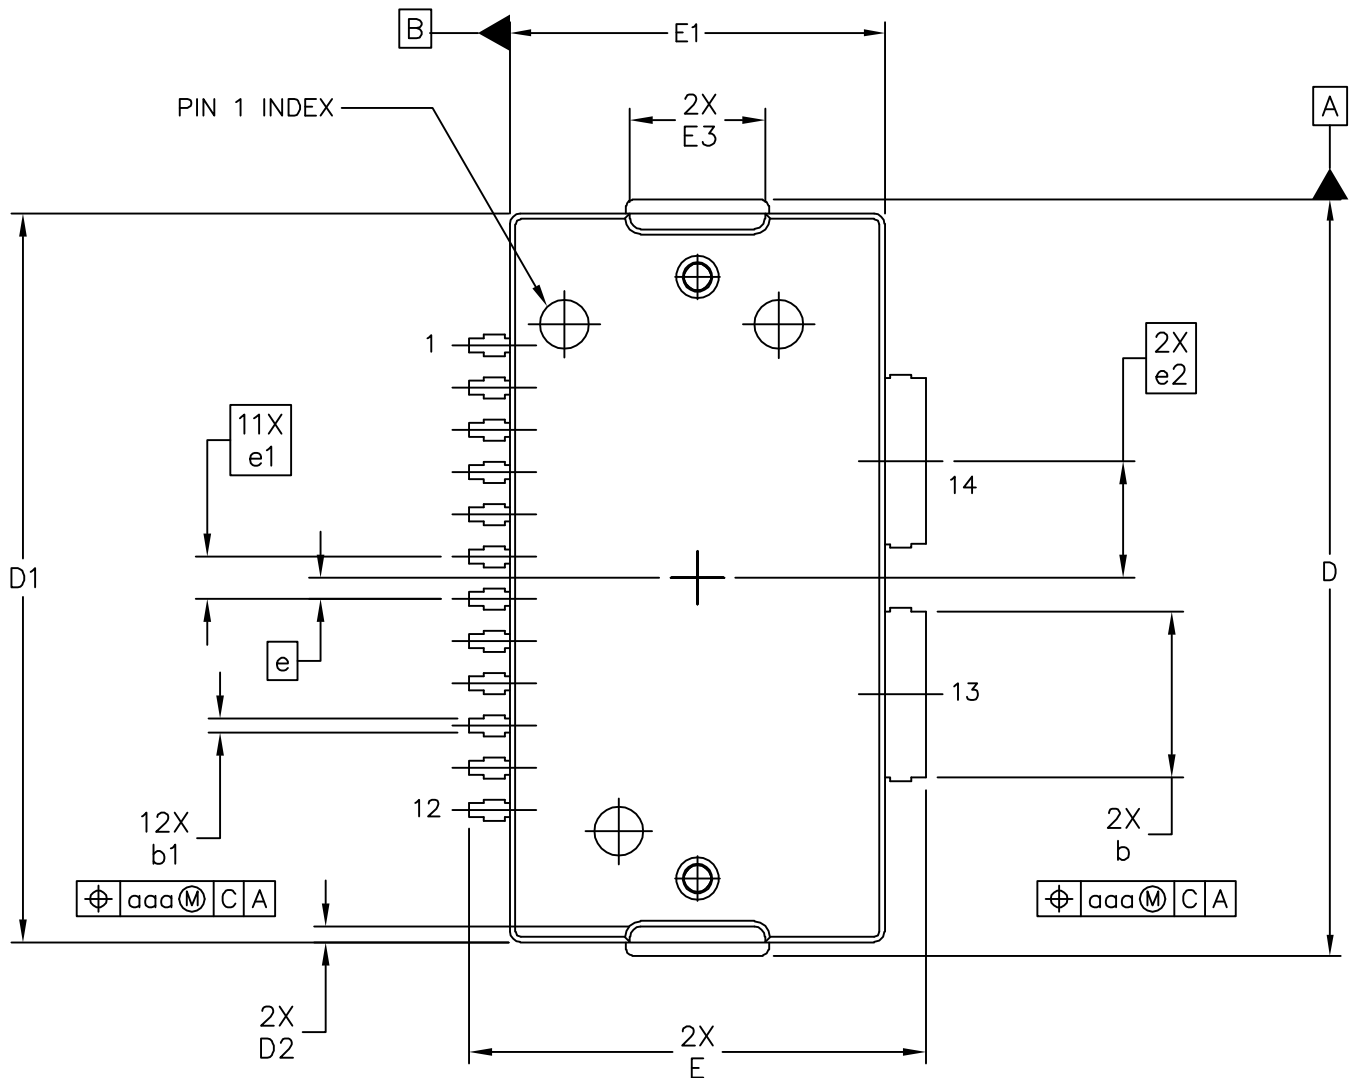 B
E1
PIN 1 INDEX
2X
E3
A
1
2X
e2
11X
e1
14
D1
D
e
13
12
12X
b1
2X
b
⌖ aaa Ⓜ C A
⌖ aaa Ⓜ C A
2X
D2
2X
E